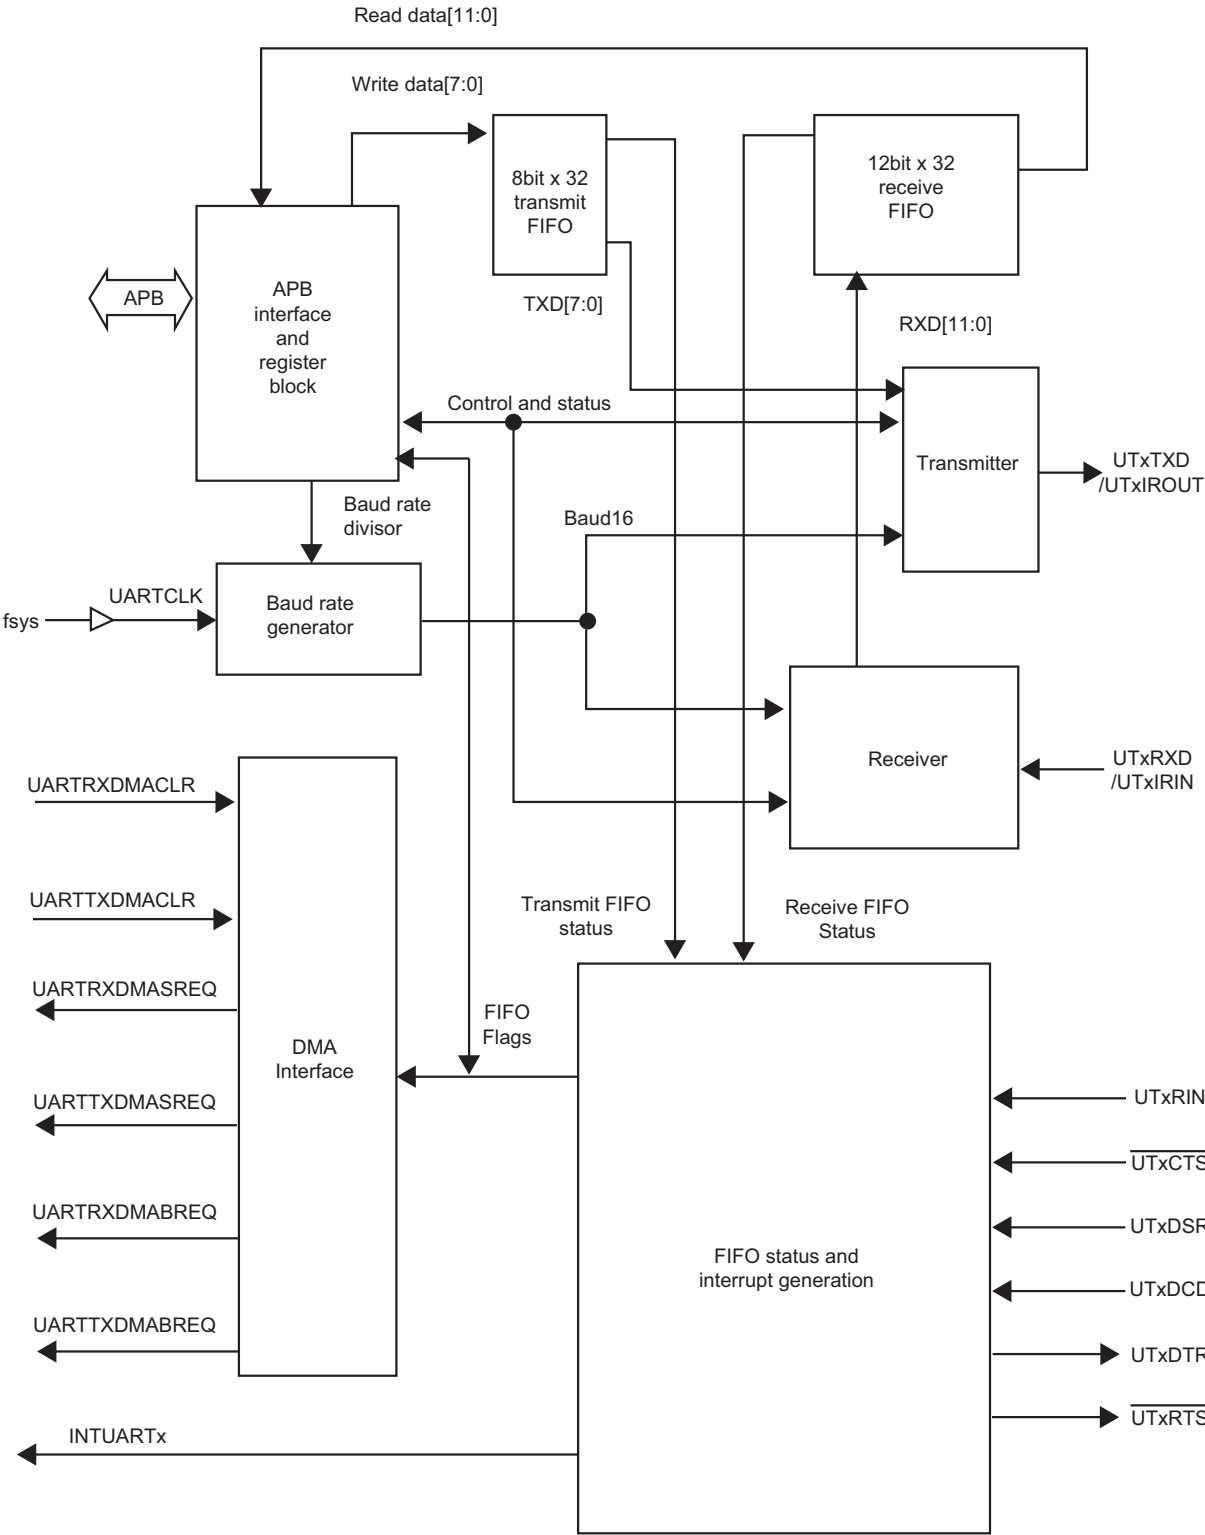 Read data[11:0]
Write data[7:0]
8bit x 32
transmit
FIFO
12bit x 32
receive
FIFO
APB
APB
interface
and
register
block
TXD[7:0]
RXD[11:0]
Control and status
Transmitter
UTxTXD
/UTxIROUT
Baud rate
divisor
Baud16
fsys
UARTCLK
Baud rate
generator
Receiver
UTxRXD
/UTxIRIN
UARTRXDMACLR
UARTTXDMACLR
Transmit FIFO
status
Receive FIFO
Status
UARTRXDMASREQ
FIFO
Flags
DMA
Interface
UARTTXDMASREQ
UTxRIN
UTxCTS
UARTRXDMABREQ
UTxDSR
FIFO status and
interrupt generation
UTxDCD
UARTTXDMABREQ
UTxDTR
UTxRTS
INTUARTx